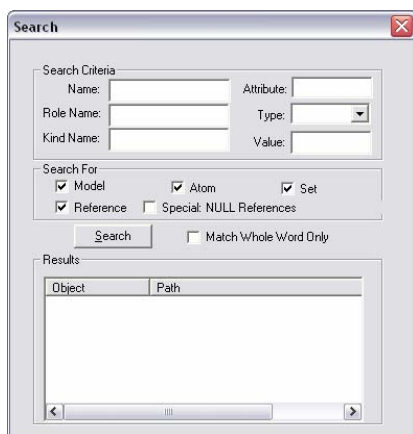 Search
Search Criteria
Name:
Attribute:
Role Name:
Type:
Kind Name:
Value:
Search For
Model
Atom
Set
Reference
Special: NULL References
Search
Match Whole Word Only
Results
Object
Path